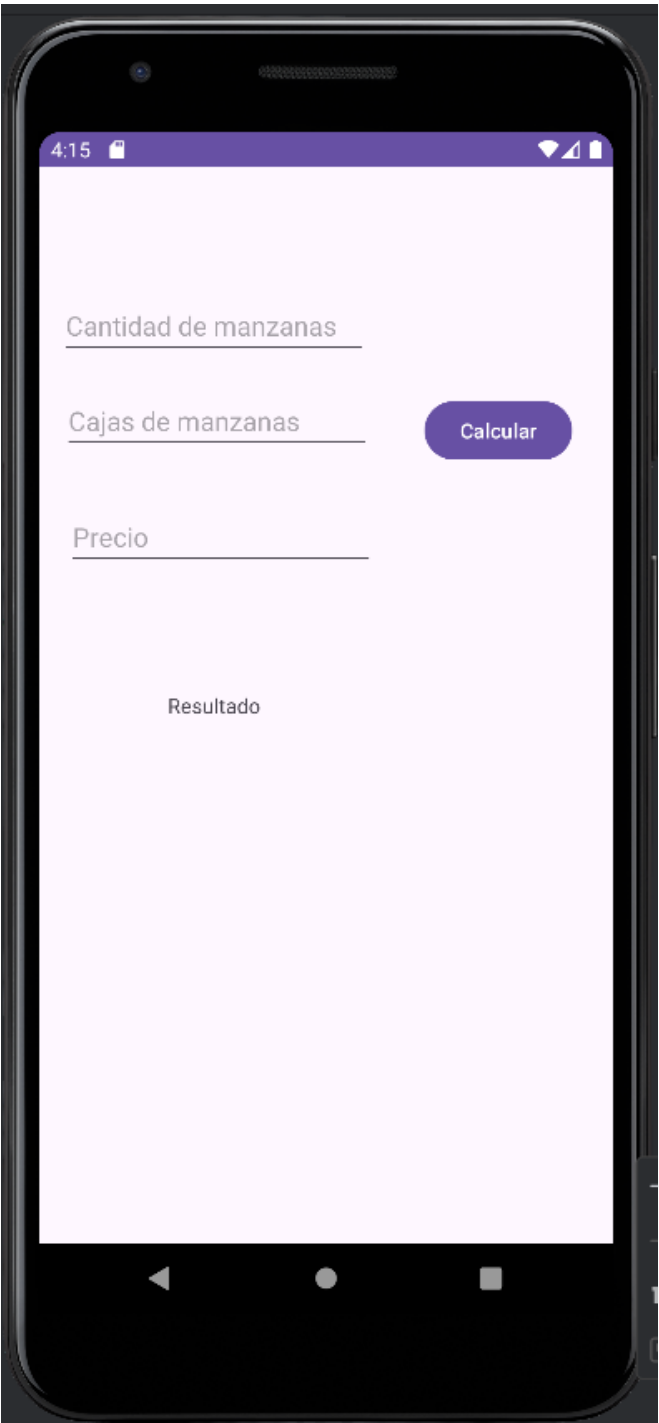 4:15
Cantidad de manzanas
Cajas de manzanas
Calcular
Precio
Resultado